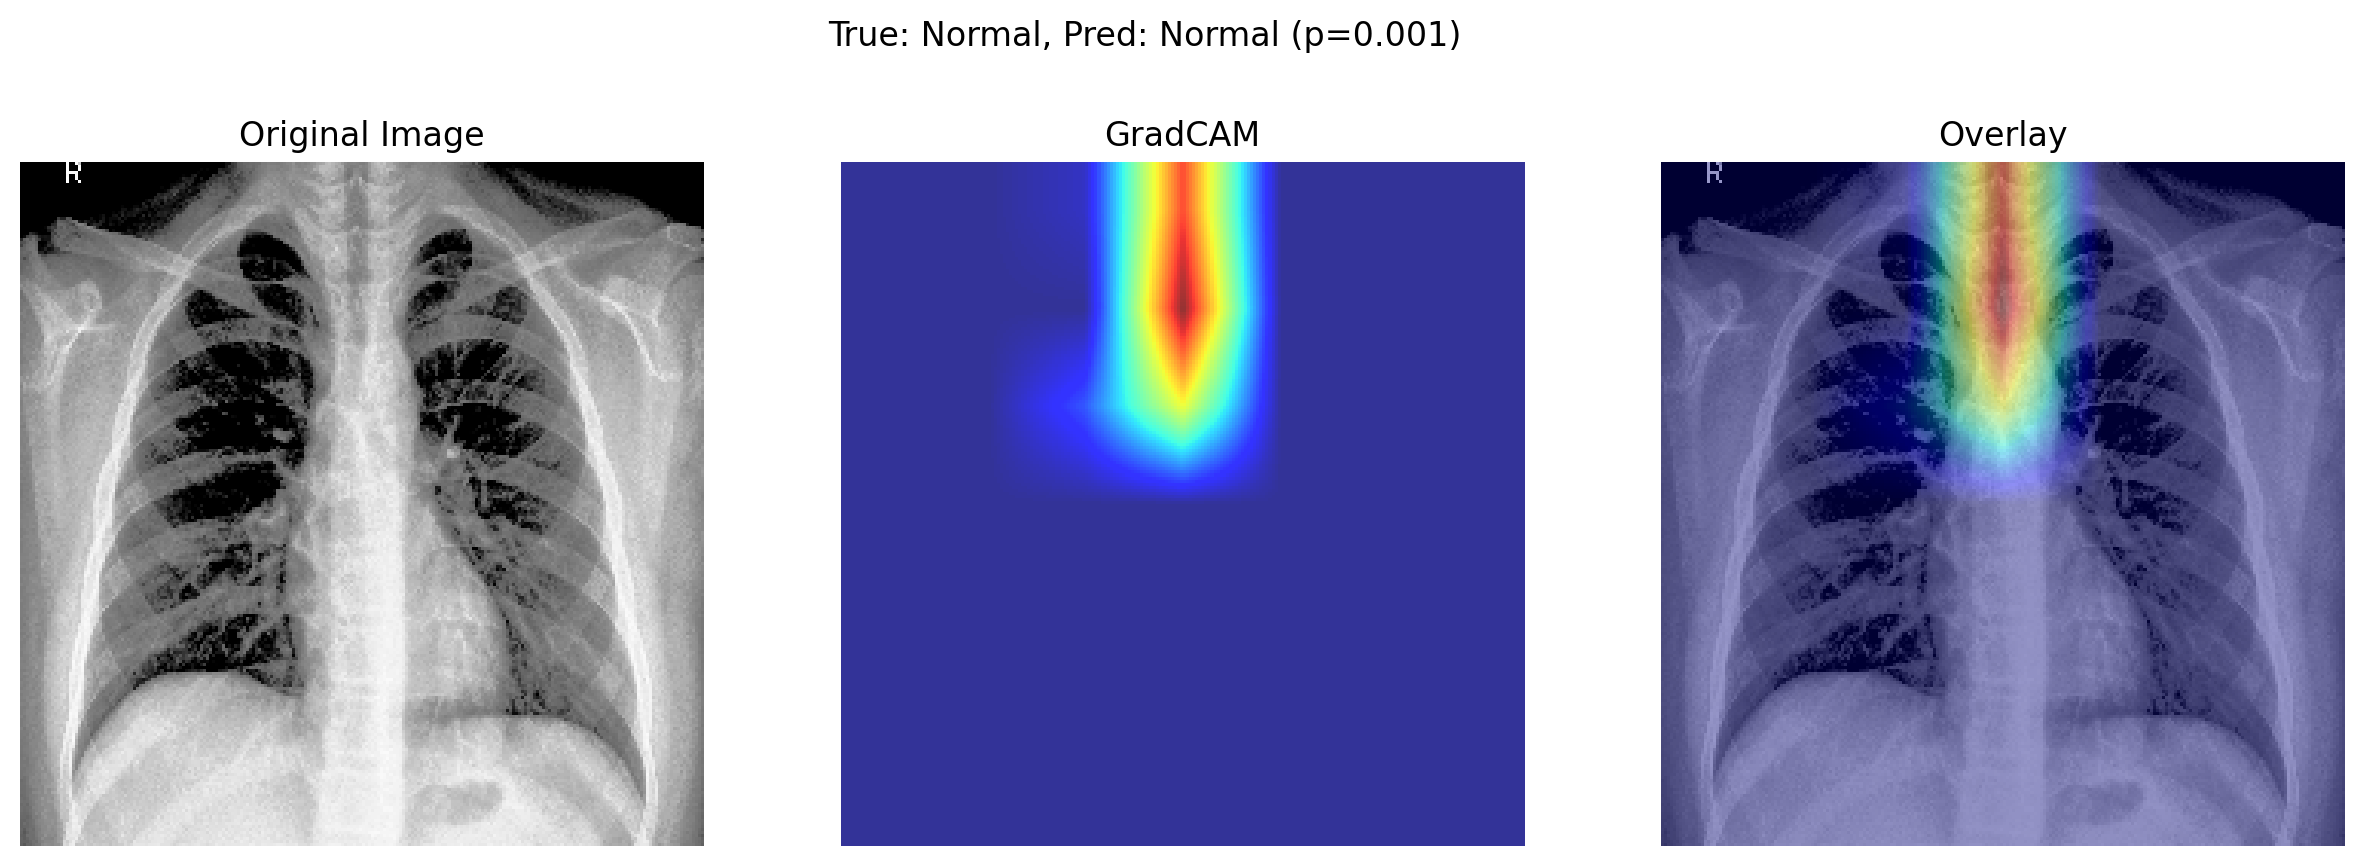 True: Normal, Pred: Normal (p=0.001)
Original Image
GradCAM
Overlay
R
R